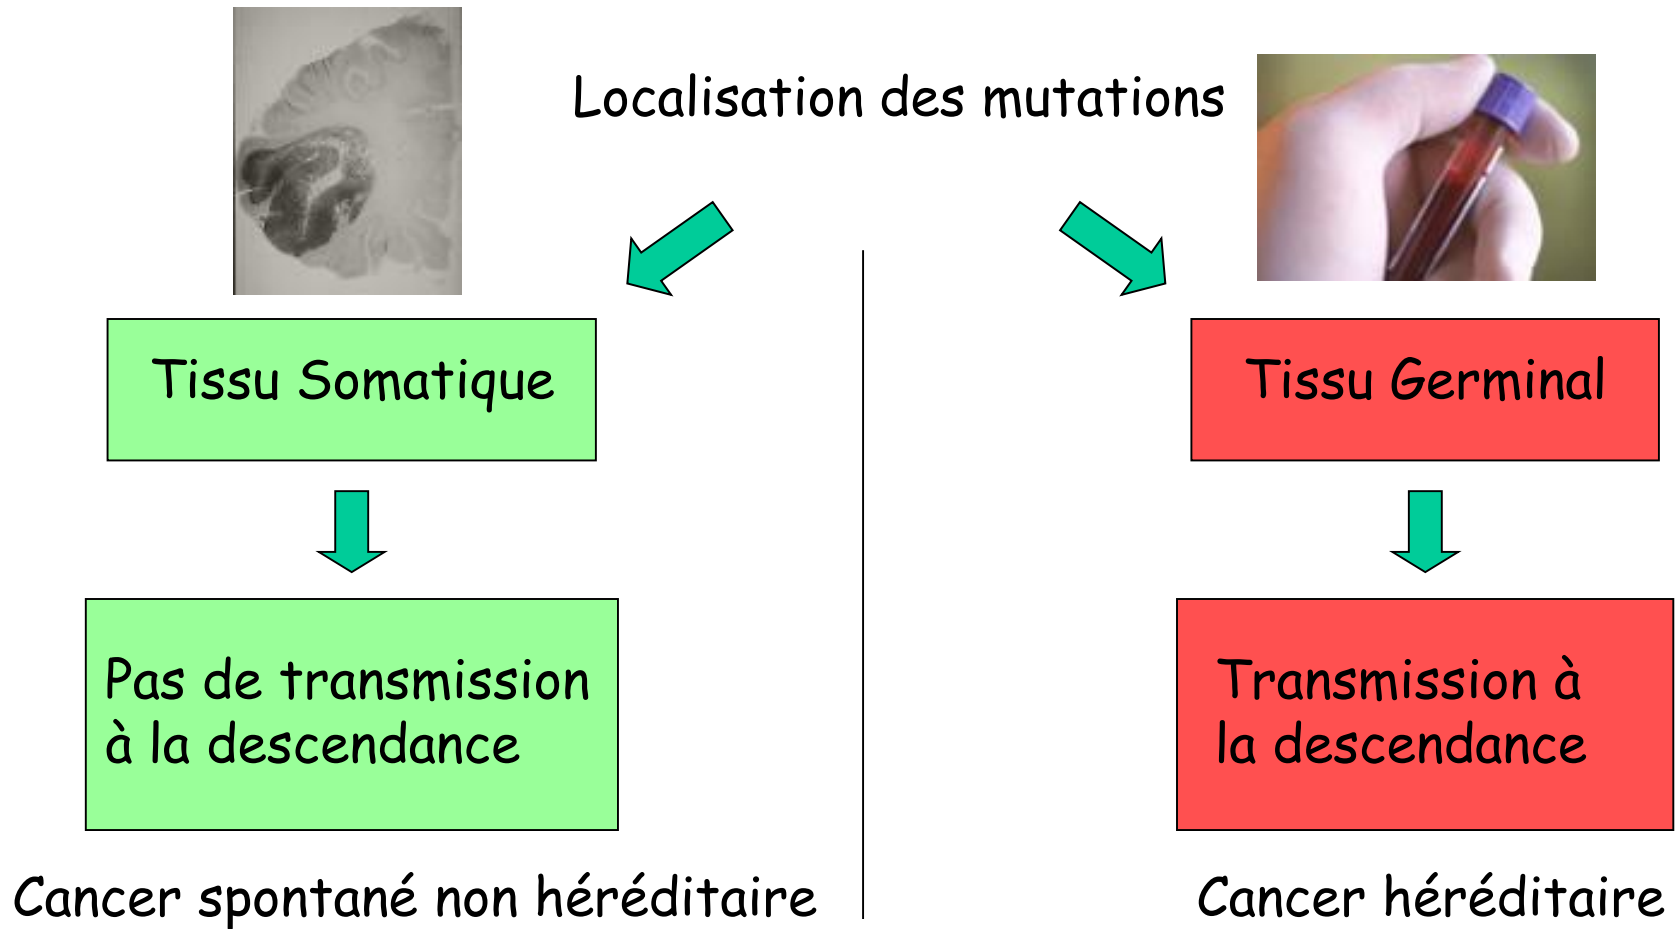 Localisation des mutations
Tissu Somatique
Pas de transmission
à la descendance
Cancer spontané non héréditaire
Tissu Germinal
Transmission à
la descendance
Cancer héréditaire